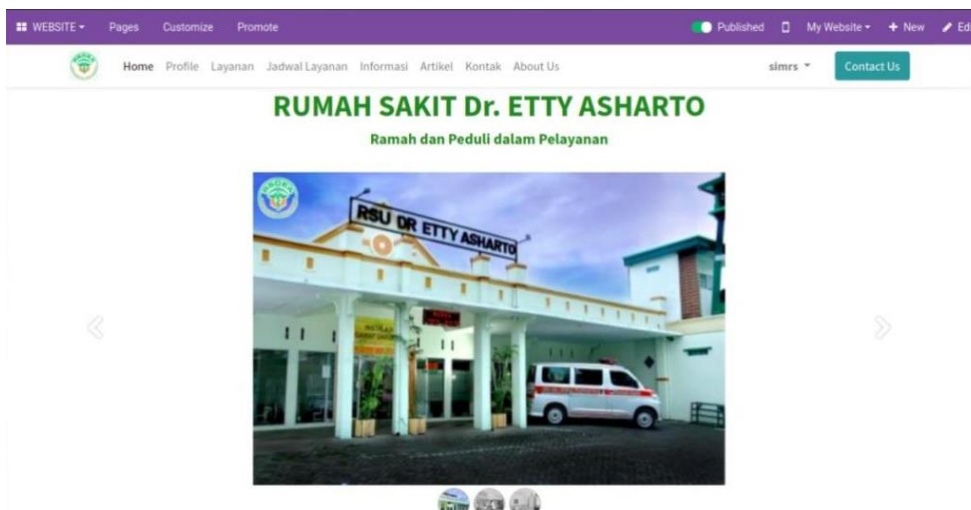 WEBSITE Pages Customize Promote Published My Website + New
Home Profile Layanan Jadwal Layanan Informasi Artikel Kontak About Us simrs Contact Us
RUMAH SAKIT Dr. ETTY ASHARTO
Ramah dan Peduli dalam Pelayanan
RSDEA
RSU DR ETTY ASHARTO